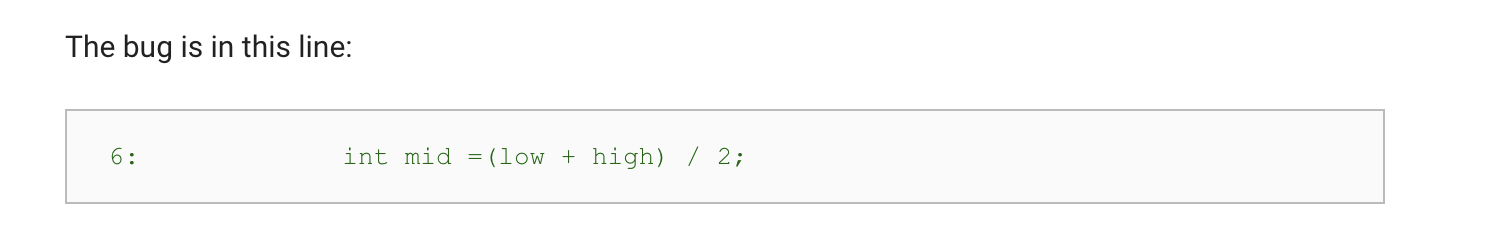 The bug is in this line:
6:             int mid =(low + high) / 2;